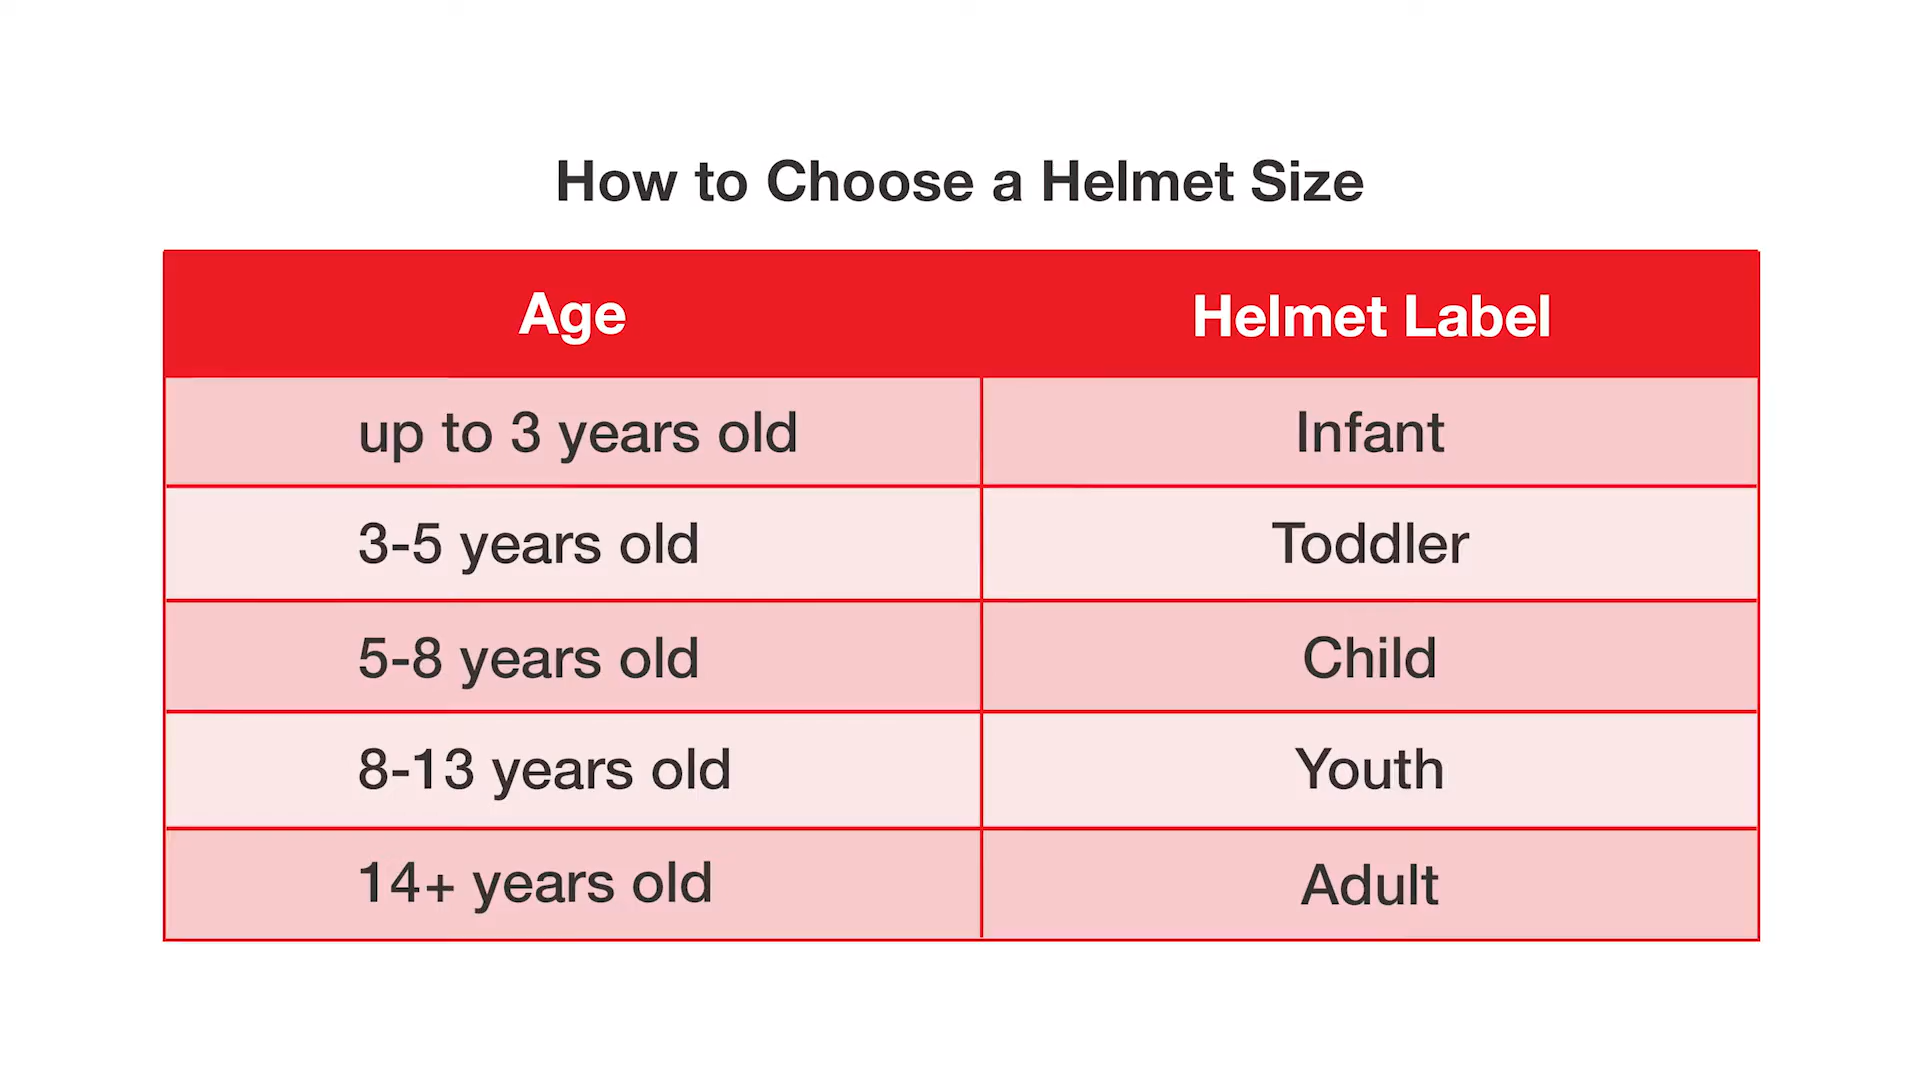 How to Choose a Helmet Size
Age Helmet Label
up to 3 years old Infant
3-5 years old Toddler
5-8 years old Child
8-13 years old Youth
14+ years old Adult